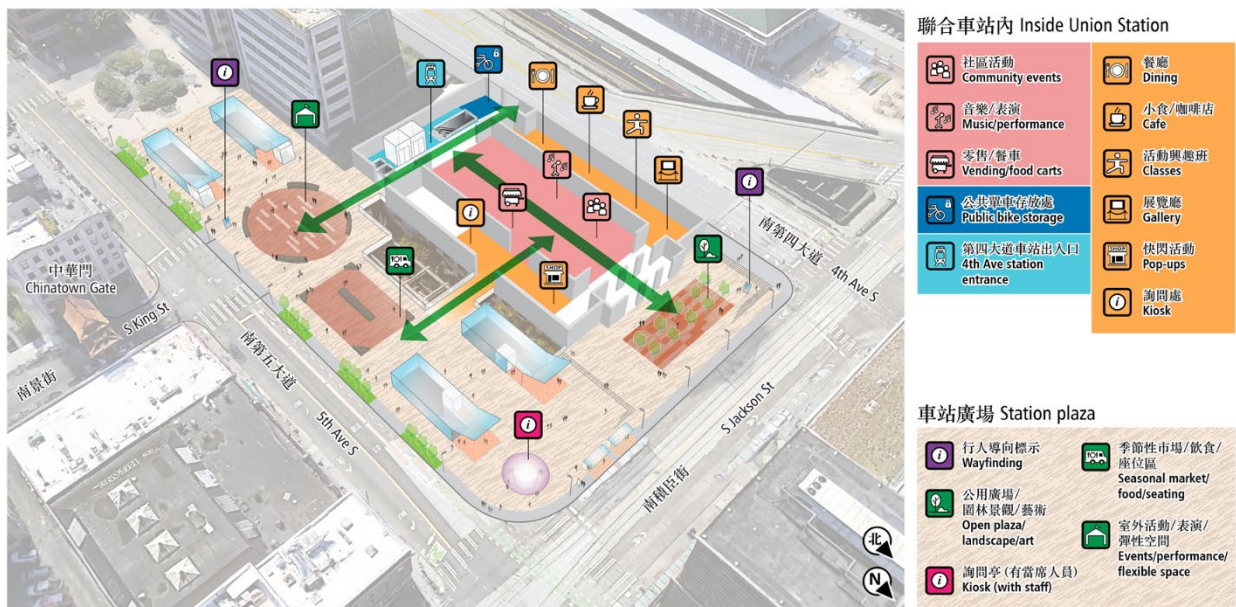 中華門
Chinatown Gate
S King St
南景街
南第五大道
5th Ave S
南積臣街
S Jackson St
南第四大道
4th Ave S
SHOP
北
N
聯合車站內 Inside Union Station
社區活動
Community events
音樂/表演
Music/performance
零售/餐車
Vending/food carts
公共單車存放處
Public bike storage
第四大道車站出入口
4th Ave station
entrance
餐廳
Dining
小食/咖啡店
Cafe
活動興趣班
Classes
展覽廳
Gallery
SHOP
快閃活動
Pop-ups
詢問處
Kiosk
車站廣場 Station plaza
行人導向標示
Wayfinding
公用廣場/
園林景觀/藝術
Open plaza/
landscape/art
詢問亭 (有當席人員)
Kiosk (with staff)
季節性市場/飲食/
座位區
Seasonal market/
food/seating
室外活動/表演/
彈性空間
Events/performance/
flexible space